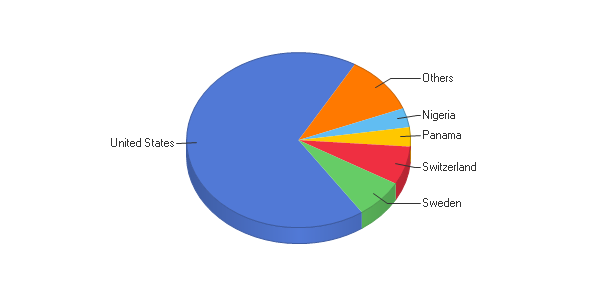 Others
Nigeria
Panama
United States
Switzerland
Sweden